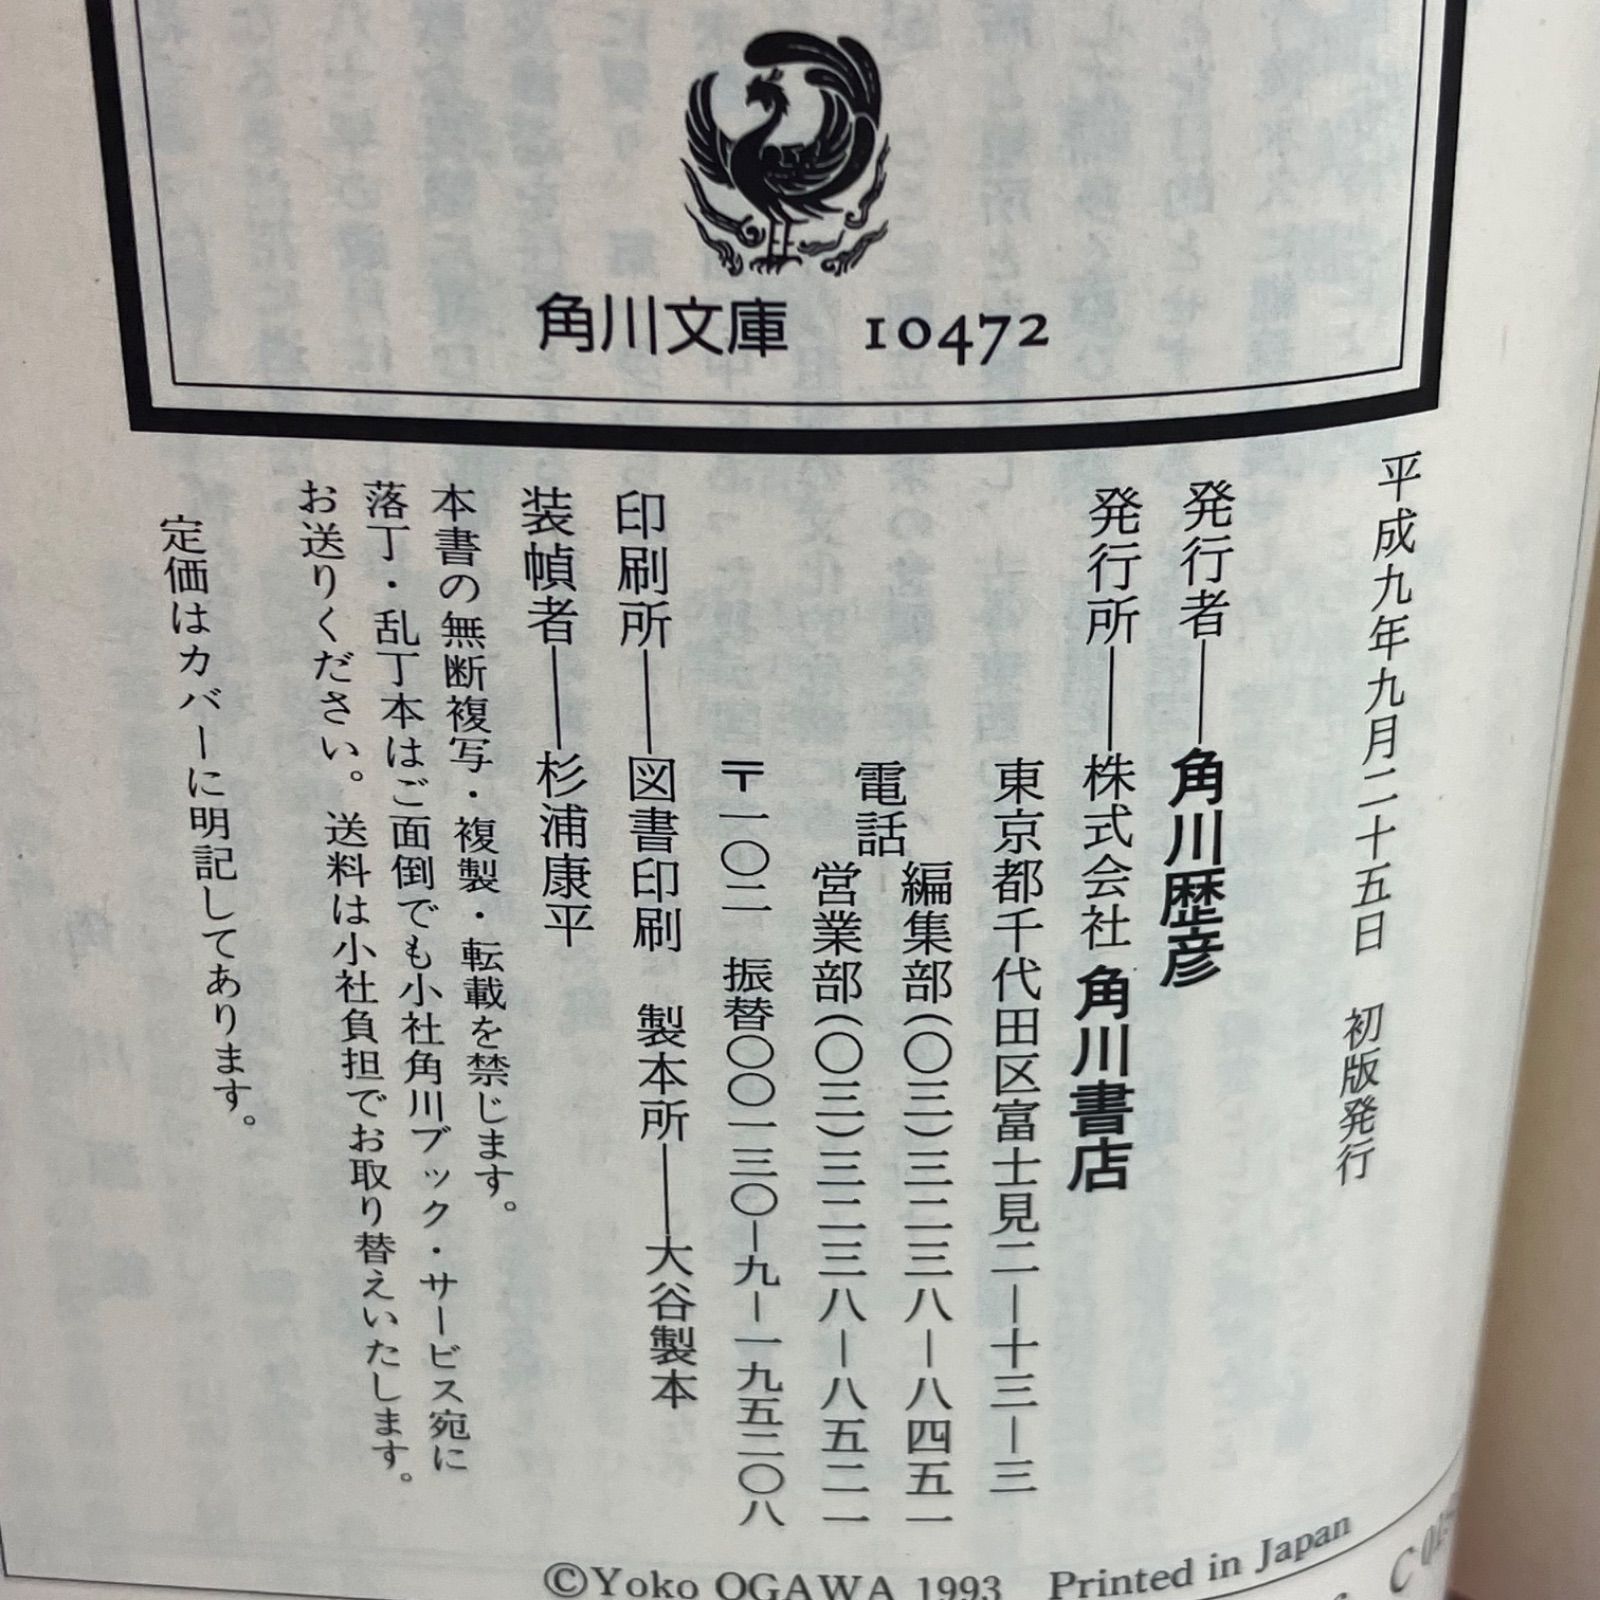 角川文庫 10472
平成九年九月二十五日 初版発行
発行者――角川歴彦
発行所――株式会社 角川書店
東京都千代田区富士見二―十三―三
電話 編集部(〇三)三二三八―八四五一
営業部(〇三)三二三八―八五二一
〒一〇二 振替〇〇一三〇―九―一九五二〇八
印刷所――図書印刷 製本所――大谷製本
装幀者――杉浦康平
本書の無断複写・複製・転載を禁じます。
落丁・乱丁本はご面倒でも小社角川ブック・サービス宛に
お送りください。送料は小社負担でお取り替えいたします。
定価はカバーに明記してあります。
©Yoko OGAWA 1993 Printed in Japan